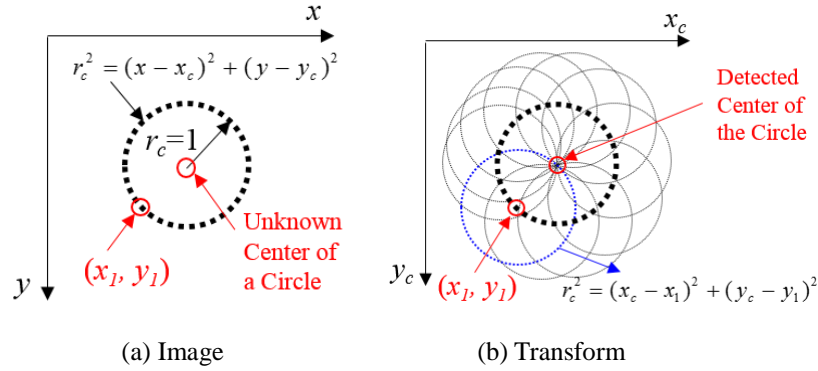 x
r_c^2 = (x − x_c)^2 + (y − y_c)^2
r_c=1
Unknown
Center of
a Circle
(x_1, y_1)
y
(a) Image
x_c
Detected
Center of
the Circle
y_c
(x_1, y_1)
r_c^2 = (x_c − x_1)^2 + (y_c − y_1)^2
(b) Transform